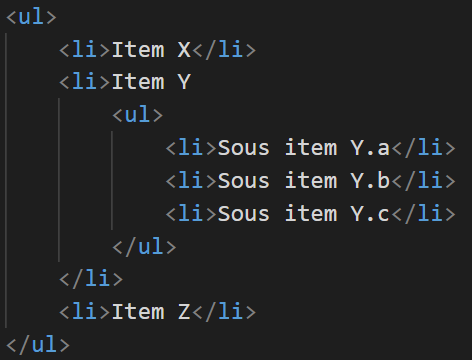 <ul>
<li>Item X</li>
<li>Item Y
<ul>
<li>Sous item Y.a</li>
<li>Sous item Y.b</li>
<li>Sous item Y.c</li>
</ul>
</li>
<li>Item Z</li>
</ul>